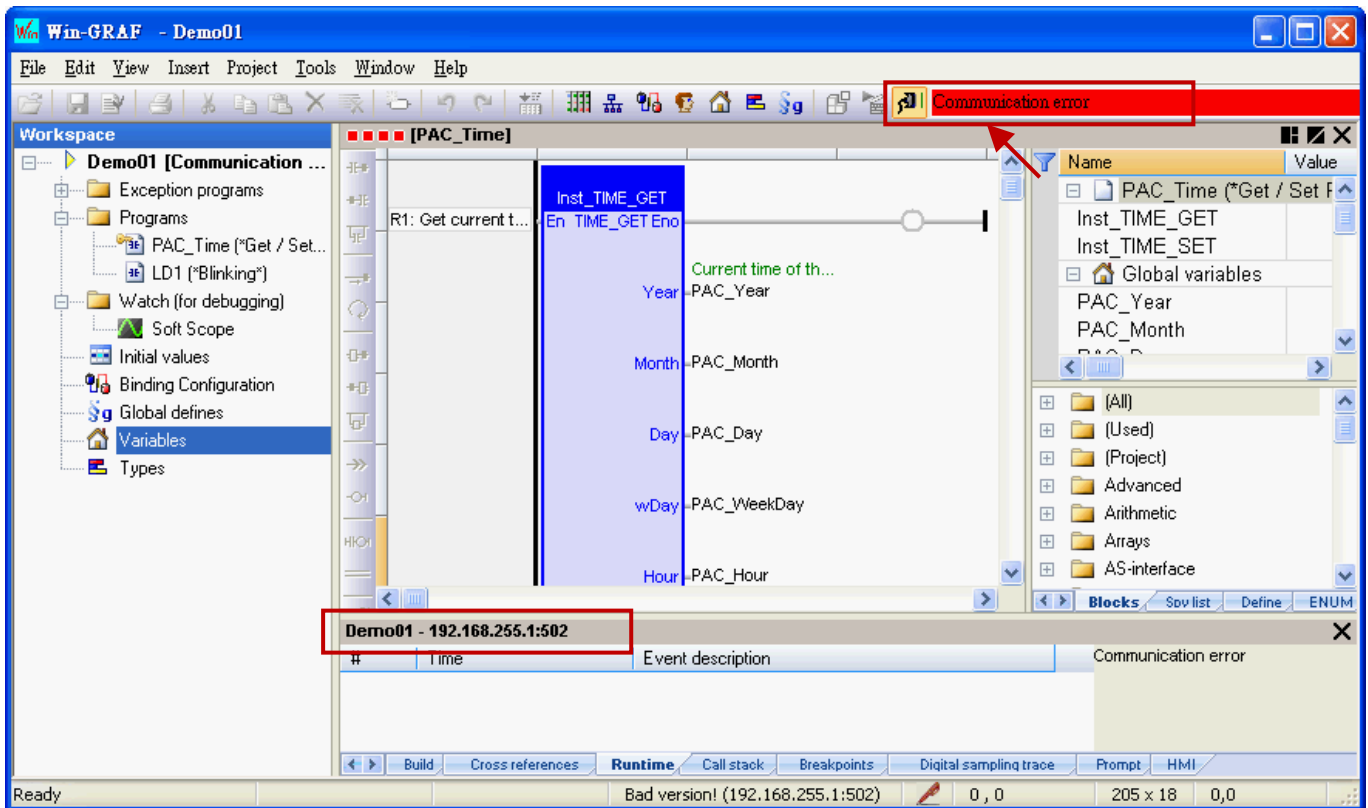 Win-GRAF - Demo01
File Edit View Insert Project Tools Window Help
Communication error
Workspace
Demo01 [Communication ...
Exception programs
Programs
PAC_Time (*Get / Set...
LD1 (*Blinking*)
Watch (for debugging)
Soft Scope
Initial values
Binding Configuration
Global defines
Variables
Types
[PAC_Time]
R1: Get current t...
Inst_TIME_GET
En TIME_GET Eno
Current time of th...
Year PAC_Year
Month PAC_Month
Day PAC_Day
wDay PAC_WeekDay
Hour PAC_Hour
Name Value
PAC_Time (*Get / Set
Inst_TIME_GET
Inst_TIME_SET
Global variables
PAC_Year
PAC_Month
(All)
(Used)
(Project)
Advanced
Arithmetic
Arrays
AS-interface
Blocks Spy list Define ENUM
Demo01 - 192.168.255.1:502
# Time Event description
Communication error
Build Cross references Runtime Call stack Breakpoints Digital sampling trace Prompt HMI
Ready Bad version! (192.168.255.1:502) 0 , 0 205 x 18 0,0